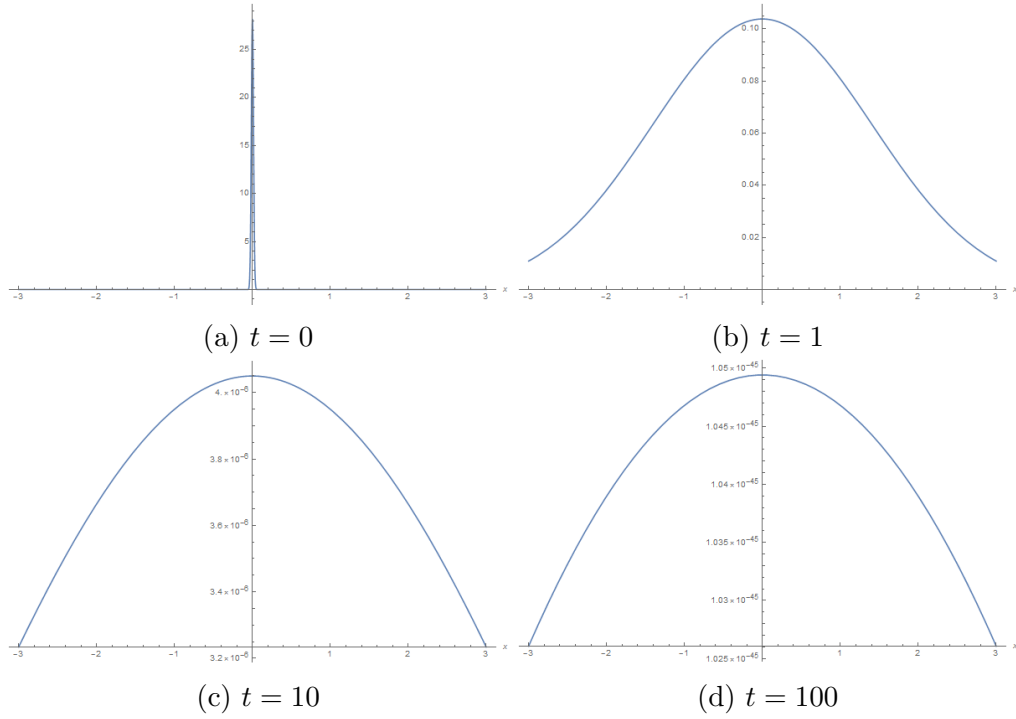 25
20
15
10
5
-3 -2 -1 1 2 3 x
(a) t = 0
0.10
0.08
0.06
0.04
0.02
-3 -2 -1 1 2 3 x
(b) t = 1
4.×10⁻⁶
3.8×10⁻⁶
3.6×10⁻⁶
3.4×10⁻⁶
3.2×10⁻⁶
-3 -2 -1 1 2 3 x
(c) t = 10
1.05×10⁻⁴⁵
1.045×10⁻⁴⁵
1.04×10⁻⁴⁵
1.035×10⁻⁴⁵
1.03×10⁻⁴⁵
1.025×10⁻⁴⁵
-3 -2 -1 1 2 3 x
(d) t = 100